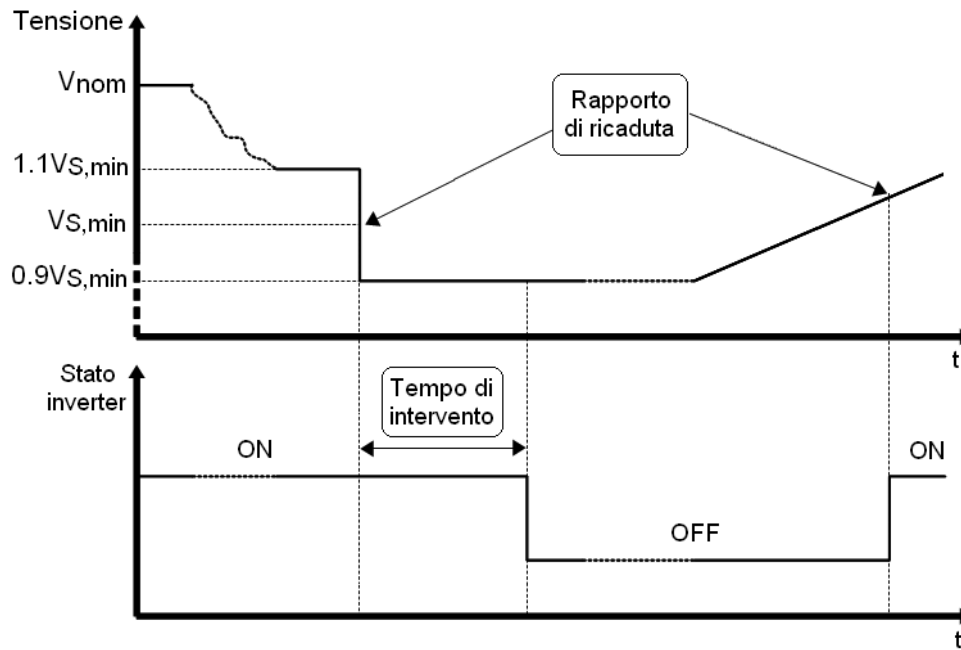 Tensione
Vnom
Rapporto
di ricaduta
1.1VS,min
VS,min
0.9VS,min
t
Stato
inverter
Tempo di
intervento
ON
ON
OFF
t